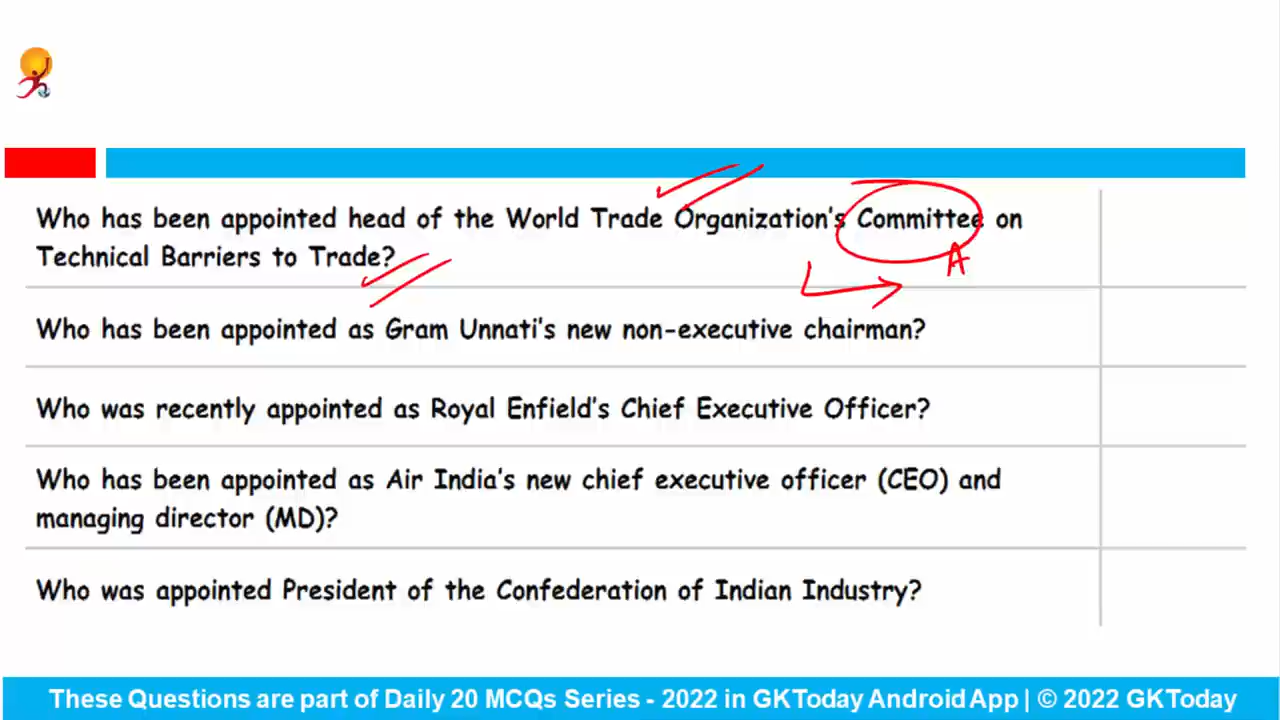 Who has been appointed head of the World Trade Organization's Committee on
Technical Barriers to Trade?
A
Who has been appointed as Gram Unnati's new non-executive chairman?
Who was recently appointed as Royal Enfield's Chief Executive Officer?
Who has been appointed as Air India's new chief executive officer (CEO) and
managing director (MD)?
Who was appointed President of the Confederation of Indian Industry?
These Questions are part of Daily 20 MCQs Series - 2022 in GKToday Android App | © 2022 GKToday